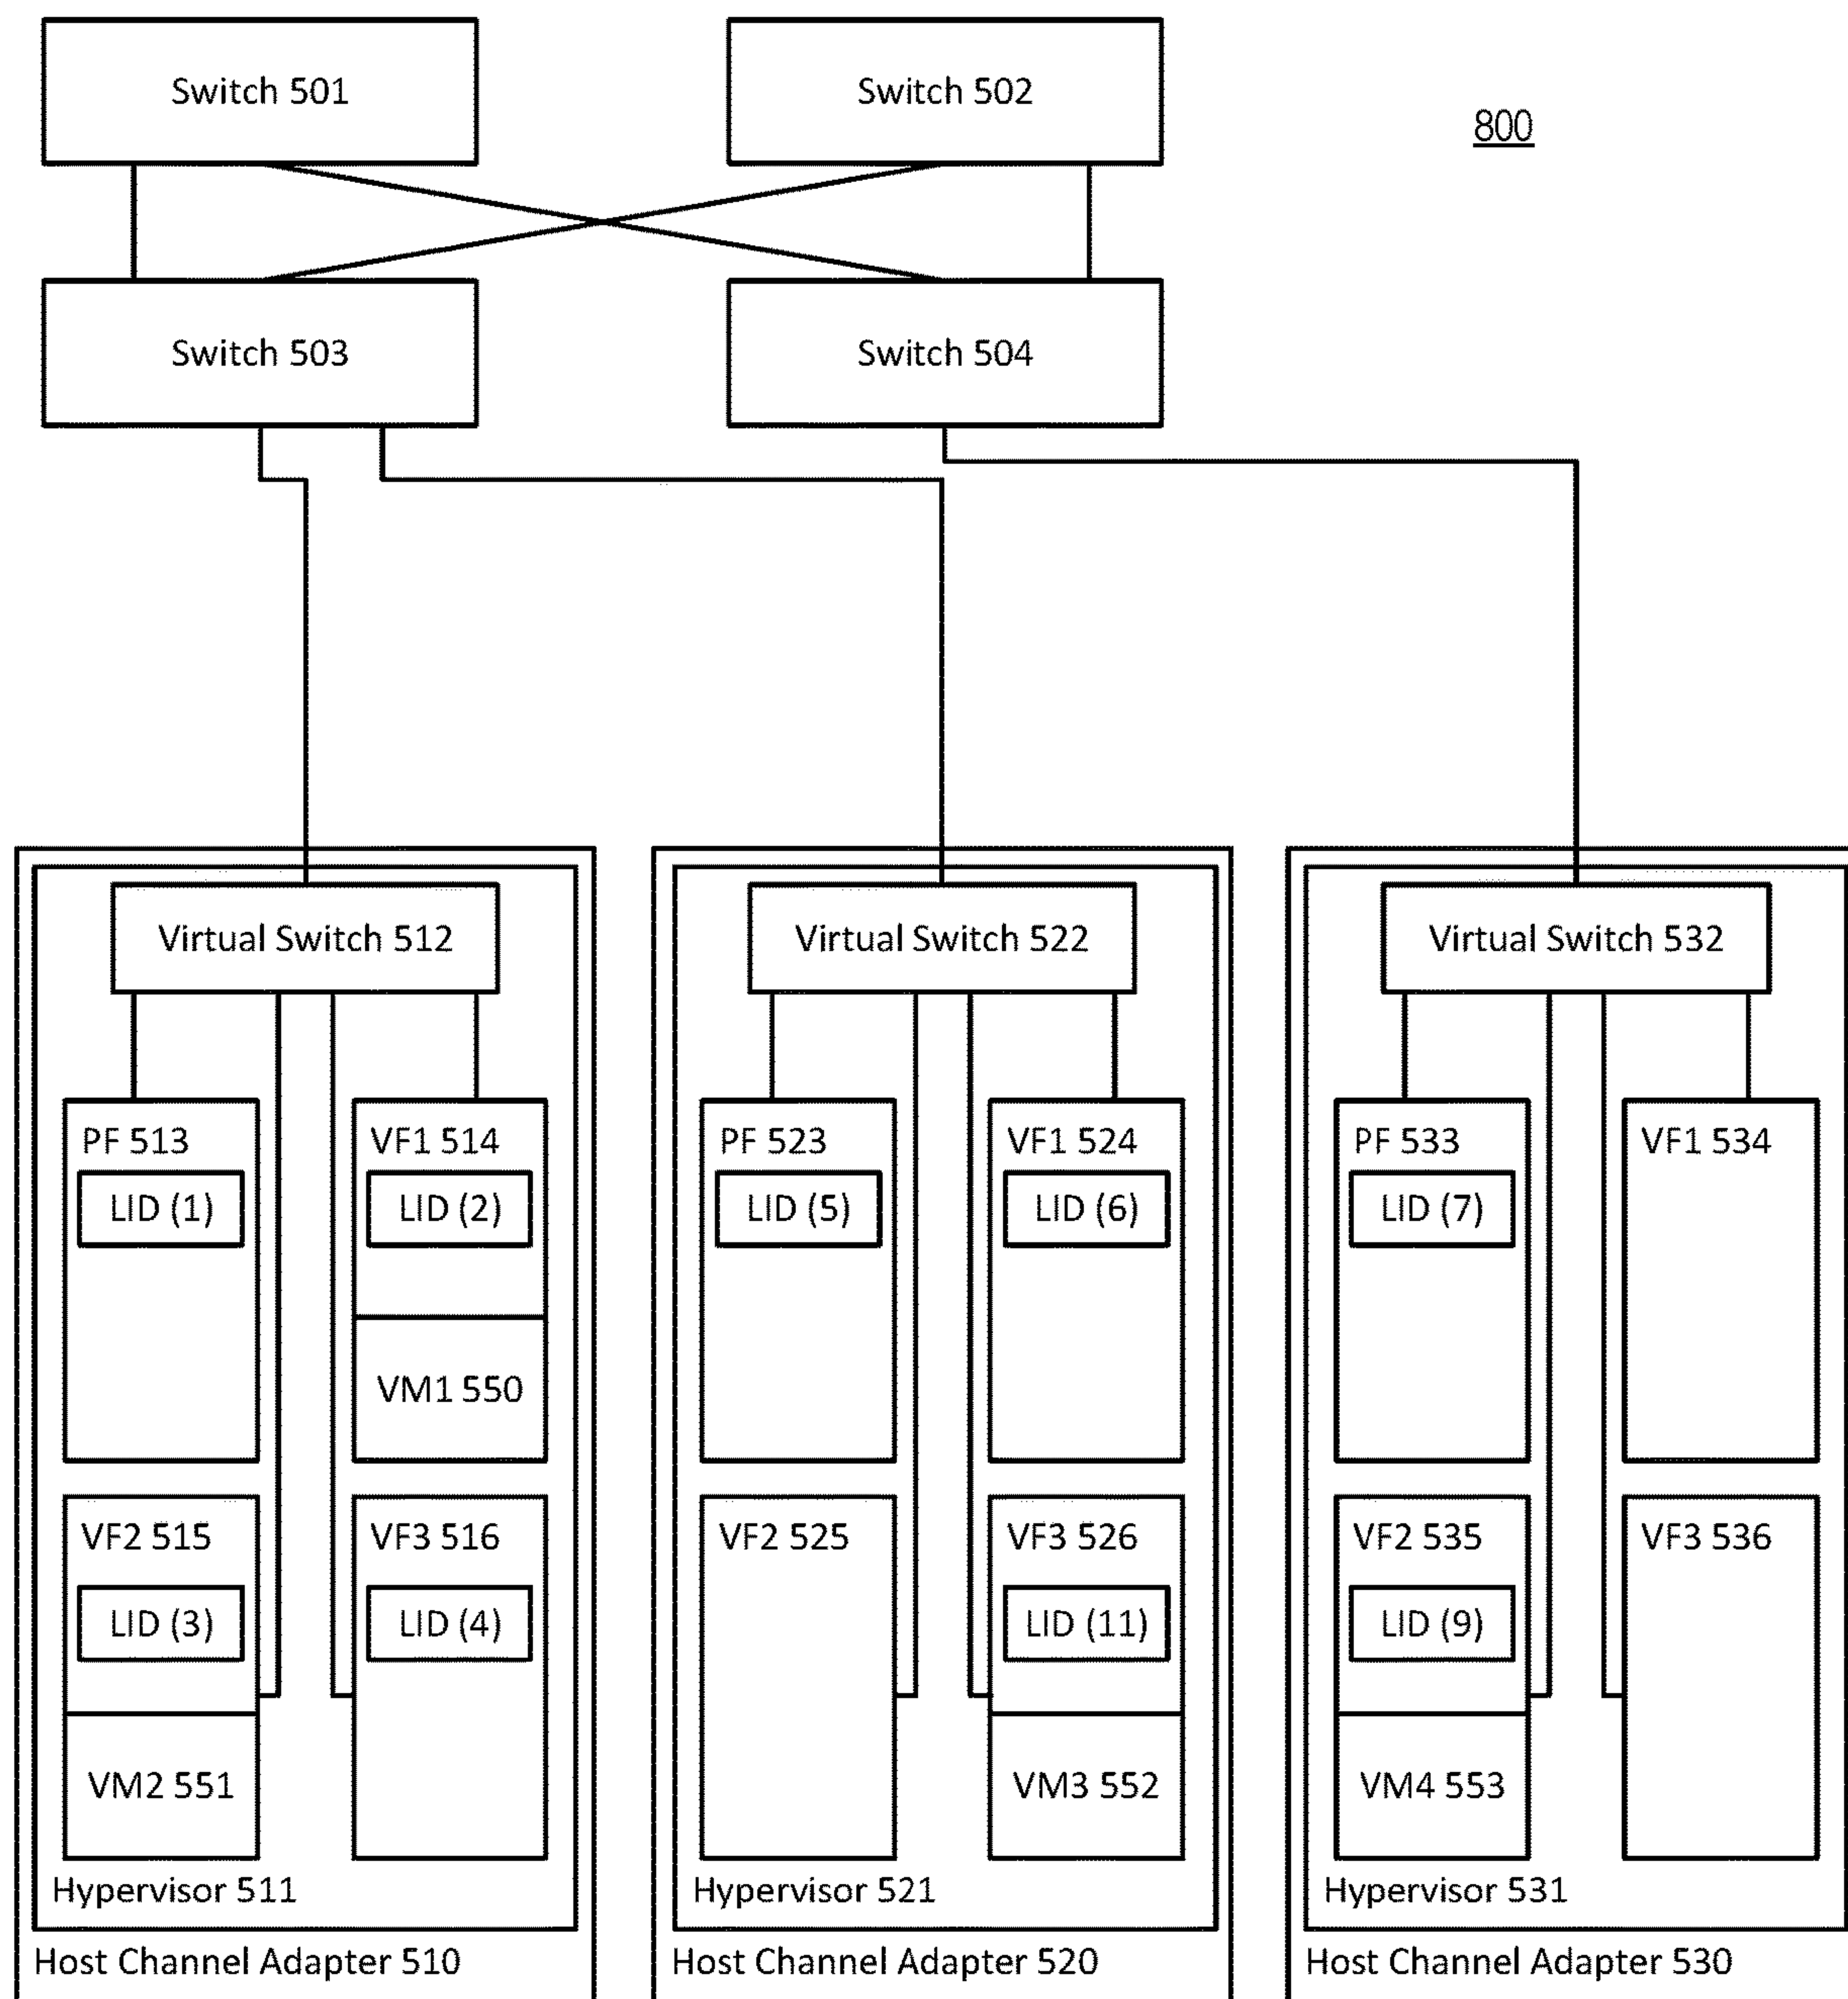 Switch 501
Switch 502
800
Switch 503
Switch 504
Virtual Switch 512
Virtual Switch 522
Virtual Switch 532
PF 513
LID (1)
VF1 514
LID (2)
VM1 550
PF 523
LID (5)
VF1 524
LID (6)
PF 533
LID (7)
VF1 534
VF2 515
LID (3)
VM2 551
VF3 516
LID (4)
VF2 525
VF3 526
LID (11)
VM3 552
VF2 535
LID (9)
VM4 553
VF3 536
Hypervisor 511
Hypervisor 521
Hypervisor 531
Host Channel Adapter 510
Host Channel Adapter 520
Host Channel Adapter 530